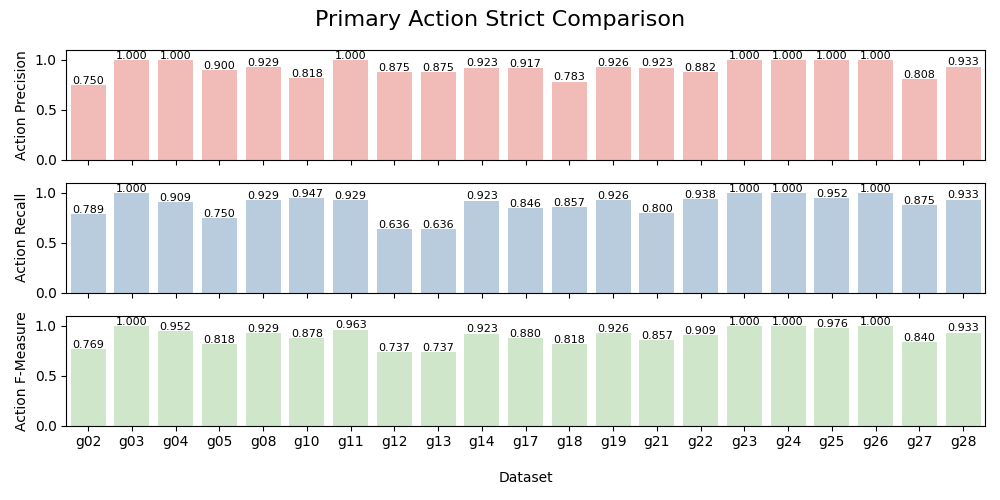 Primary Action Strict Comparison
Action Precision
1.0
0.5
0.0
0.750 1.000 1.000 0.900 0.929 0.818 1.000 0.875 0.875 0.923 0.917 0.783 0.926 0.923 0.882 1.000 1.000 1.000 1.000 0.808 0.933
Action Recall
1.0
0.5
0.0
0.789 1.000 0.909 0.750 0.929 0.947 0.929 0.636 0.636 0.923 0.846 0.857 0.926 0.800 0.938 1.000 1.000 0.952 1.000 0.875 0.933
Action F-Measure
1.0
0.5
0.0
0.769 1.000 0.952 0.818 0.929 0.878 0.963 0.737 0.737 0.923 0.880 0.818 0.926 0.857 0.909 1.000 1.000 0.976 1.000 0.840 0.933
g02 g03 g04 g05 g08 g10 g11 g12 g13 g14 g17 g18 g19 g21 g22 g23 g24 g25 g26 g27 g28
Dataset